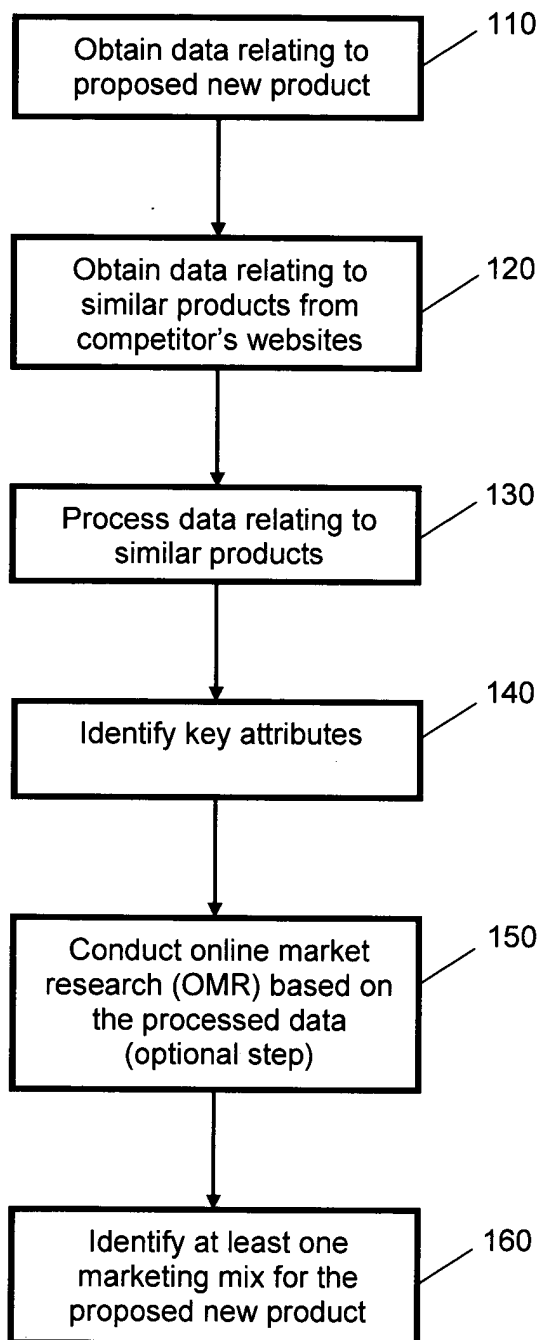 110
Obtain data relating to
proposed new product
120
Obtain data relating to
similar products from
competitor's websites
130
Process data relating to
similar products
140
Identify key attributes
150
Conduct online market
research (OMR) based on
the processed data
(optional step)
160
Identify at least one
marketing mix for the
proposed new product